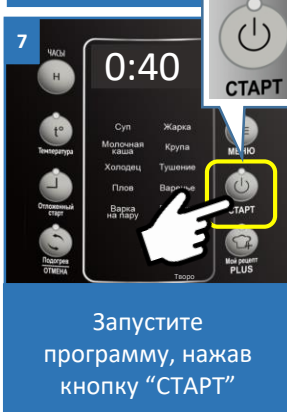 7
ЧАСЫ
Н
0:40
СТАРТ
t°
Температура
Суп
Жарка
Молочная
каша
Крупа
МЕНЮ
Холодец
Тушение
Плов
Варенье
Отложенный
старт
Варка
на пару
СТАРТ
Подогрев
ОТМЕНА
Творо
Мой рецепт
PLUS
Запустите
программу, нажав
кнопку “СТАРТ”